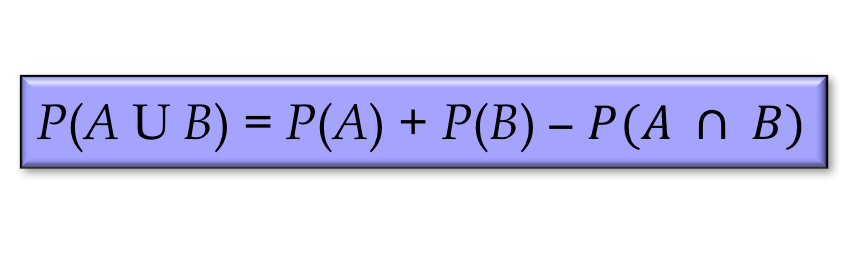 P(A ∪ B) = P(A) + P(B) – P(A ∩ B)